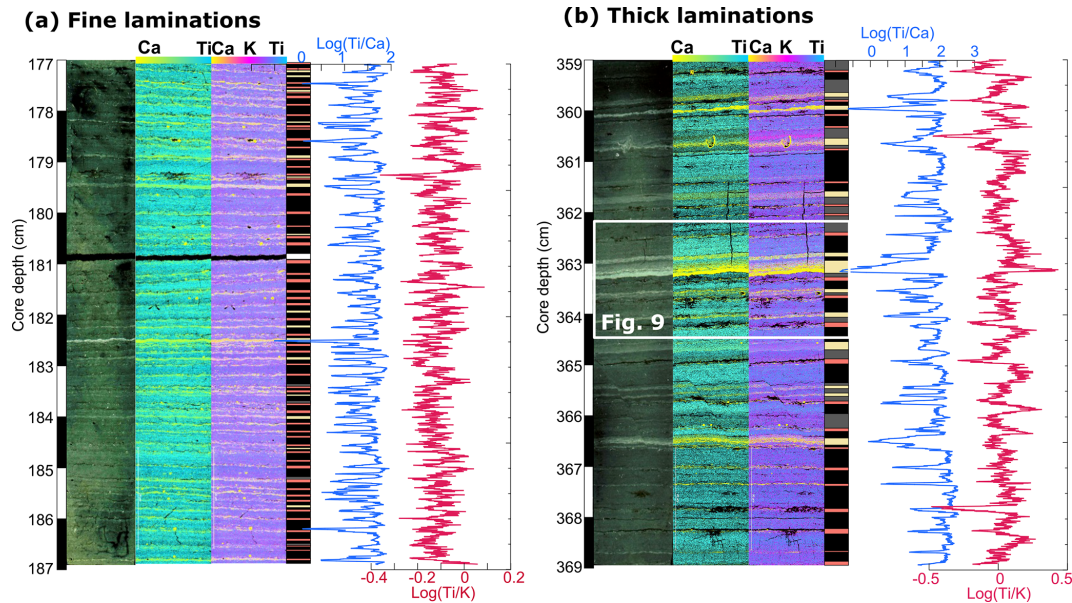 (a) Fine laminations
Log(Ti/Ca)
Ca Ti Ca K Ti 0 1 2
177
178
179
180
181
182
183
184
185
186
187
Core depth (cm)
-0.4 -0.2 0 0.2
Log(Ti/K)
(b) Thick laminations
Log(Ti/Ca)
Ca Ti Ca K Ti 0 1 2 3
359
360
361
362
363
364
365
366
367
368
369
Core depth (cm)
Fig. 9
-0.5 0 0.5
Log(Ti/K)